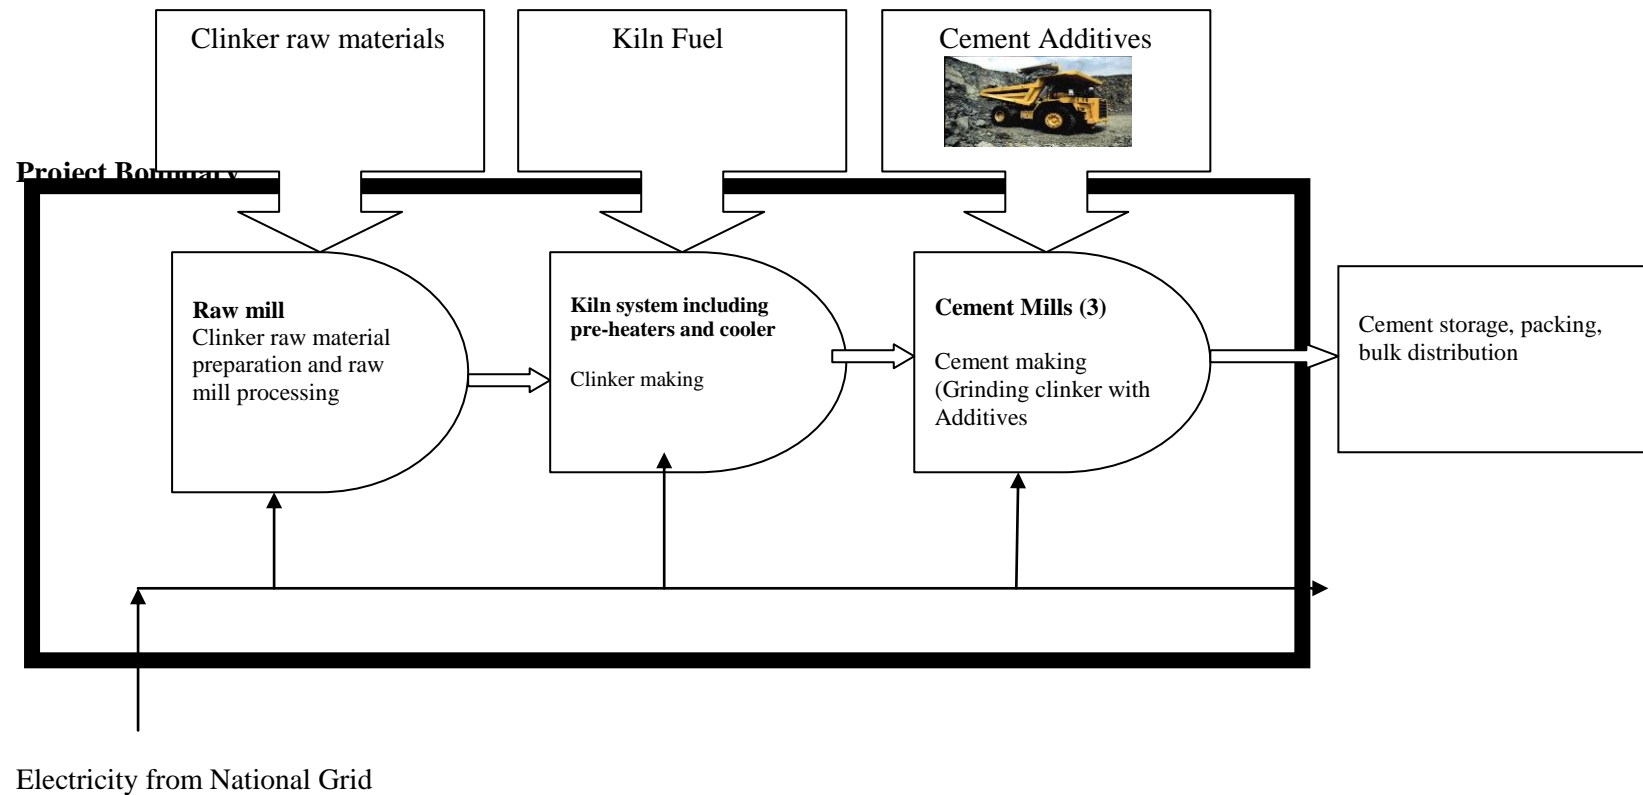 Clinker raw materials
Kiln Fuel
Cement Additives
Project Boundary
Raw mill
Clinker raw material
preparation and raw
mill processing
Kiln system including
pre-heaters and cooler
Clinker making
Cement Mills (3)
Cement making
(Grinding clinker with
Additives
Cement storage, packing,
bulk distribution
Electricity from National Grid